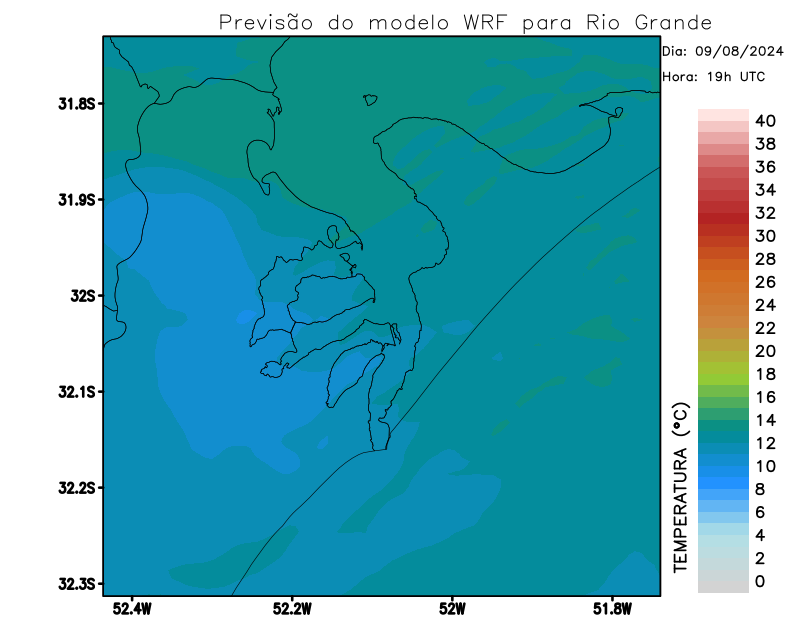 Previsão do modelo WRF para Rio Grande
Dia: 09/08/2024
Hora: 19h UTC
31.8S
31.9S
32S
32.1S
32.2S
32.3S
52.4W
52.2W
52W
51.8W
40
38
36
34
32
30
28
26
24
22
20
18
16
14
12
10
8
6
4
2
0
TEMPERATURA (°C)